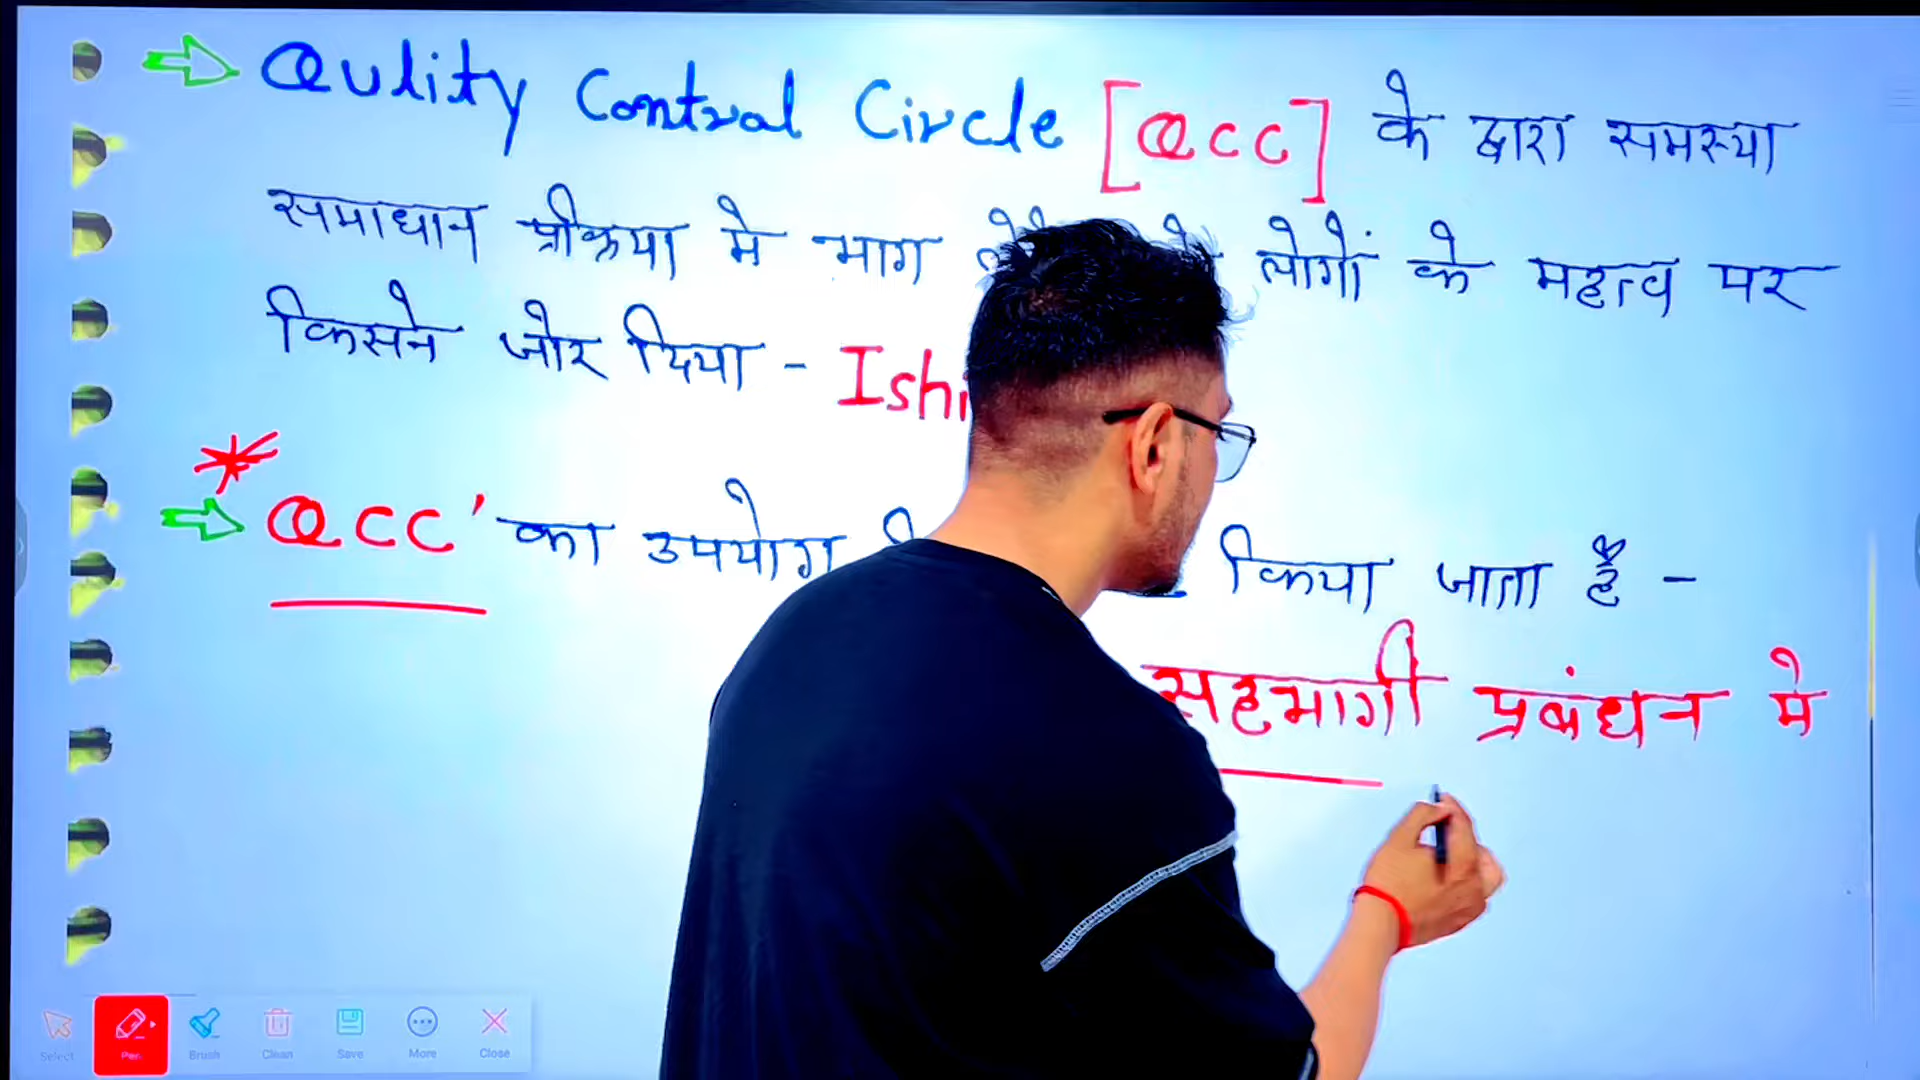 Qulity Control Circle [QCC] के द्वारा समस्या
समाधान प्रक्रिया मे भाग लोगों के महत्व पर
किसने जोर दिया - Ishi
QCC' का उपयोग किया जाता है -
सहभागी प्रबंधन मे
Select Pen Brush Clean Save More Close